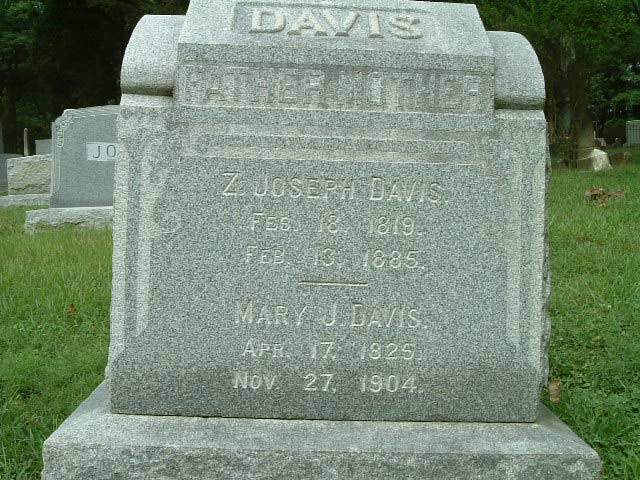 DAVIS
FATHER MOTHER
Z. JOSEPH DAVIS.
FEB. 18, 1819.
FEB. 13, 1885.
MARY J. DAVIS.
APR. 17, 1825.
NOV. 27, 1904.
JO